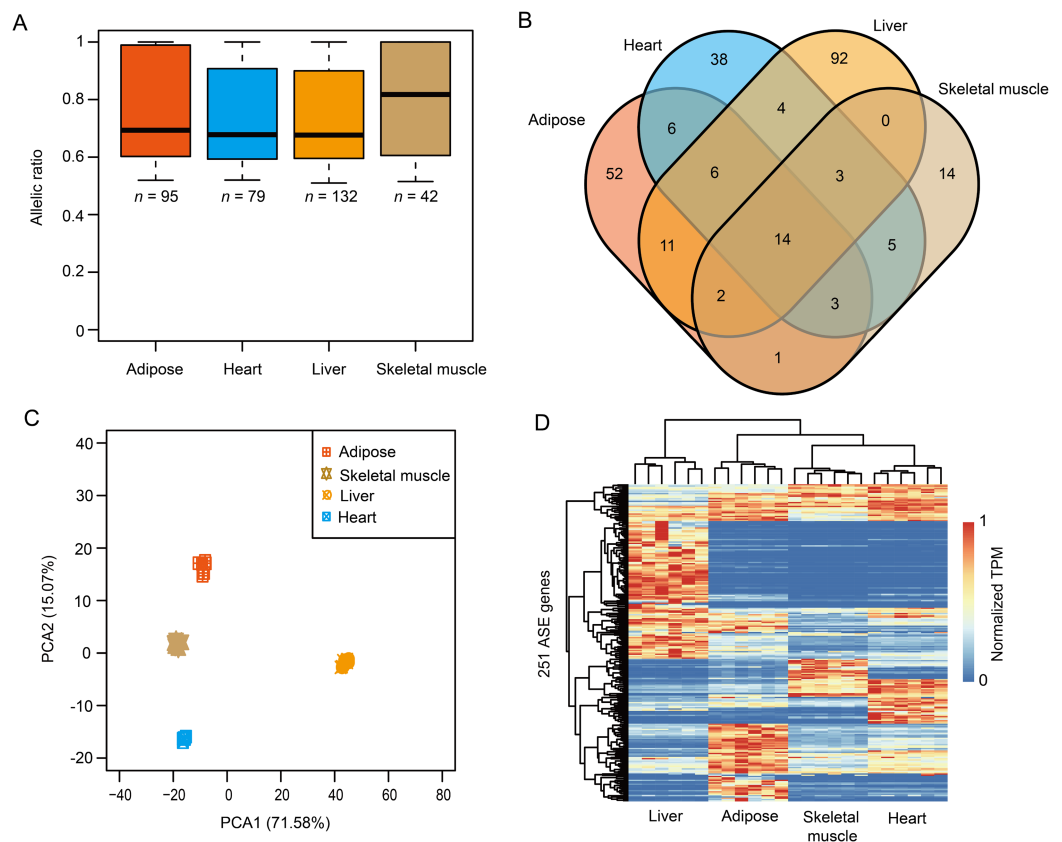 A
1
0.8
0.6
0.4
0.2
0
Allelic ratio
n = 95
n = 79
n = 132
n = 42
Adipose
Heart
Liver
Skeletal muscle
B
Liver
Heart
Skeletal muscle
Adipose
38
92
6
4
0
52
6
3
14
11
14
5
2
3
1
C
40
30
20
10
0
−10
−20
PCA2 (15.07%)
Adipose
Skeletal muscle
Liver
Heart
−40
−20
0
20
40
60
80
PCA1 (71.58%)
D
251 ASE genes
1
0
Normalized TPM
Liver
Adipose
Skeletal
muscle
Heart